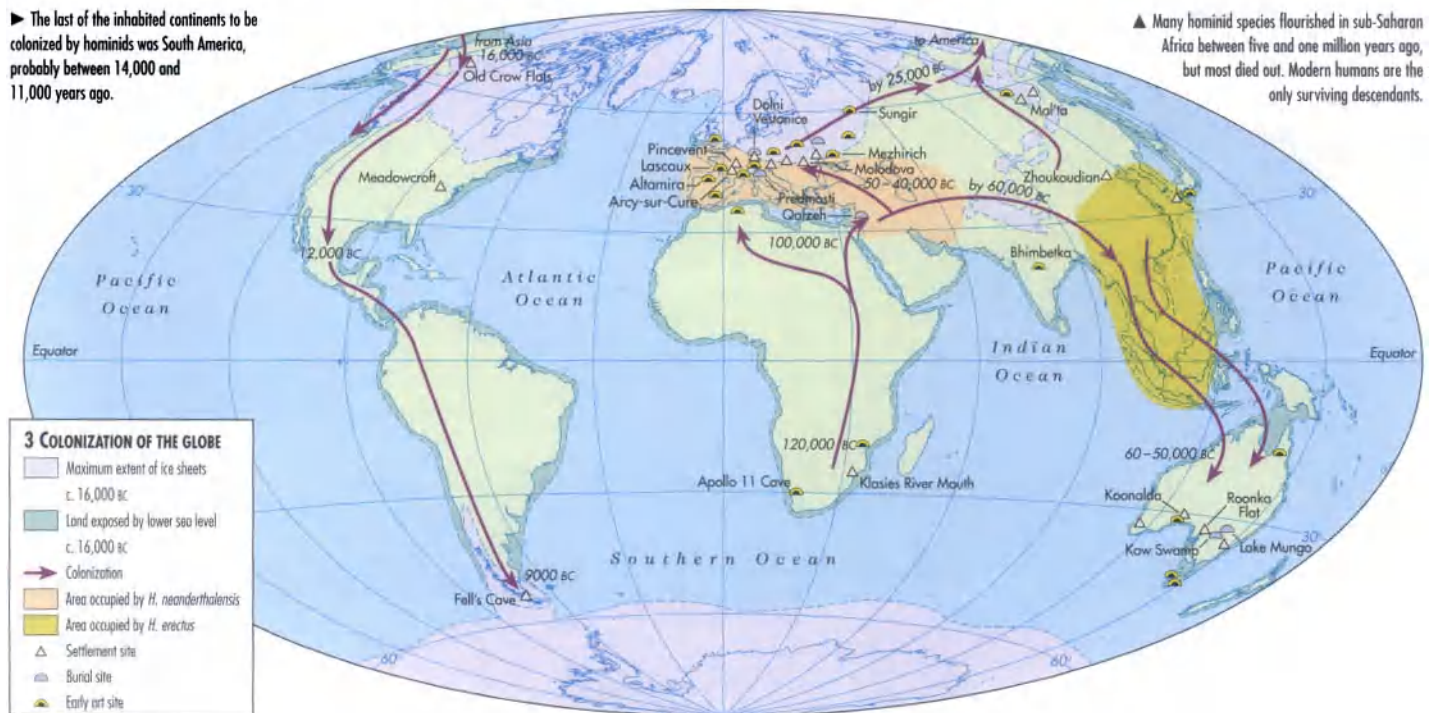 ► The last of the inhabited continents to be
colonized by hominids was South America,
probably between 14,000 and
11,000 years ago.
▲ Many hominid species flourished in sub-Saharan
Africa between five and one million years ago,
but most died out. Modern humans are the
only surviving descendants.
from Asia
16,000 BC
Old Crow Flats
to America
by 25,000 BC
Dolni
Vestonice
Sungir
Mal'ta
Pincevent
Mezhirich
Lascaux
Molodova
Meadowcroft
Altamira
50–40,000 BC
Zhoukoudian
30
30
Arcy-sur-Cure
Predmosti
by 60,000 BC
Qafzeh
12,000 BC
100,000 BC
Bhimbetka
Pacific
Ocean
Atlantic
Ocean
Pacific
Ocean
Equator
Indian
Ocean
Equator
120,000 BC
60–50,000 BC
Apollo 11 Cave
Klasies River Mouth
Koonalda
Roonka
Flat
30
Kow Swamp
Lake Mungo
Southern Ocean
9000 BC
Fell's Cave
60
60
3 COLONIZATION OF THE GLOBE
Maximum extent of ice sheets
c. 16,000 BC
Land exposed by lower sea level
c. 16,000 BC
Colonization
Area occupied by H. neanderthalensis
Area occupied by H. erectus
Settlement site
Burial site
Early art site